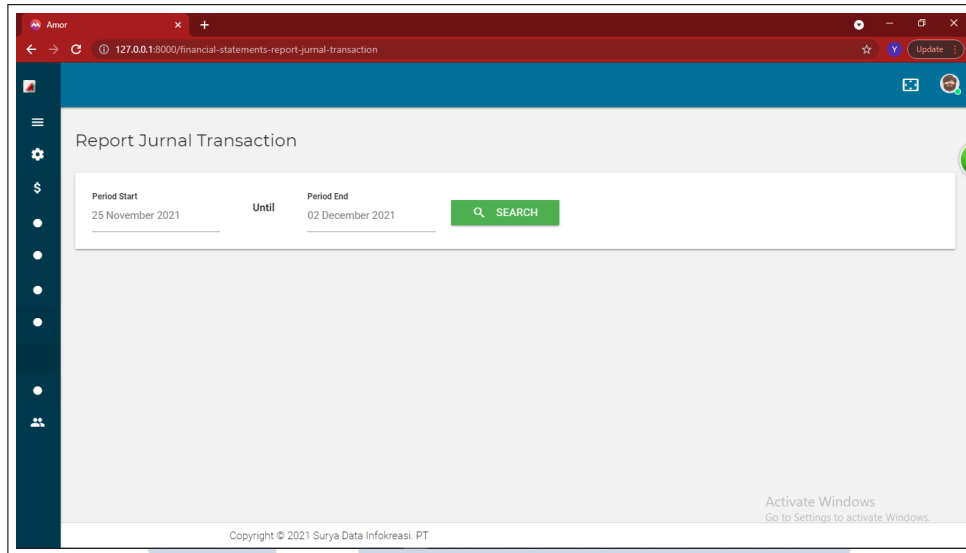 Amor
127.0.0.1:8000/financial-statements-report-jurnal-transaction
Y
Update
Report Jurnal Transaction
Period Start
25 November 2021
Until
Period End
02 December 2021
SEARCH
Activate Windows
Go to Settings to activate Windows.
Copyright © 2021 Surya Data Infokreasi. PT